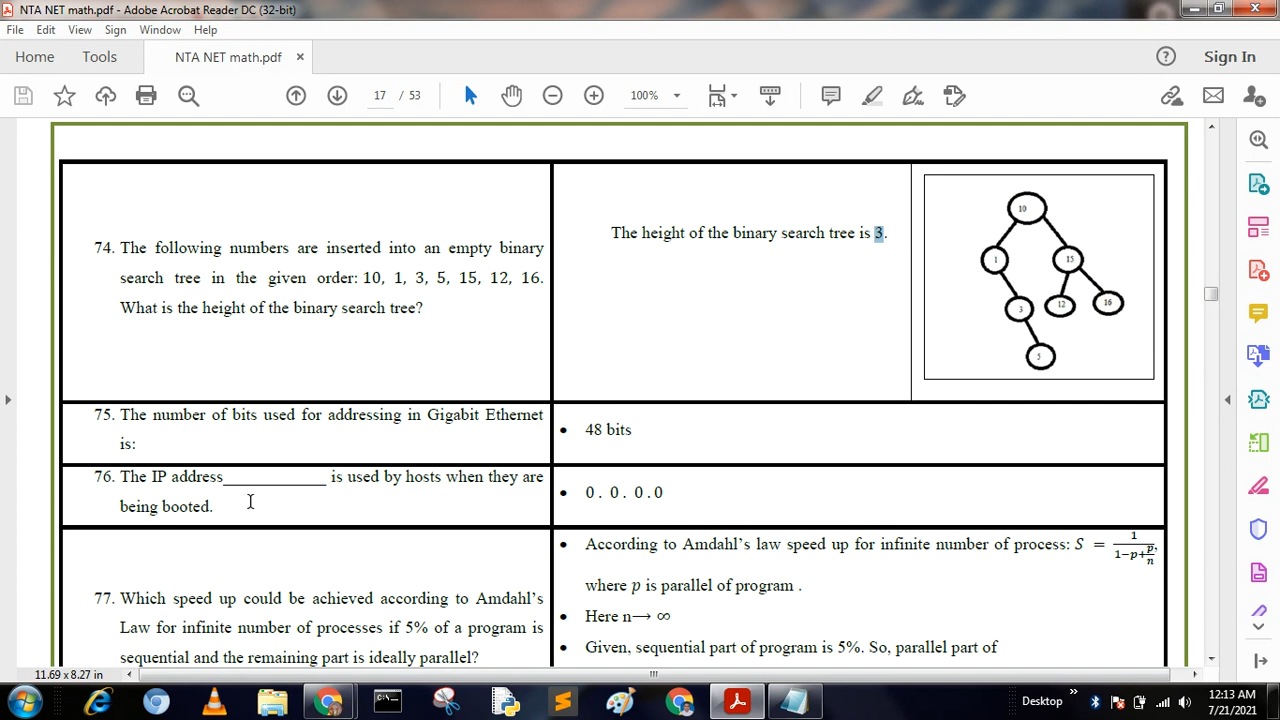 NTA NET math.pdf - Adobe Acrobat Reader DC (32-bit)
File Edit View Sign Window Help
Home Tools NTA NET math.pdf × ? Sign In
17 / 53 100%
74. The following numbers are inserted into an empty binary
search tree in the given order: 10, 1, 3, 5, 15, 12, 16.
What is the height of the binary search tree?
The height of the binary search tree is 3.
10
1 15
3 12 16
5
75. The number of bits used for addressing in Gigabit Ethernet
is:
• 48 bits
76. The IP address____________ is used by hosts when they are
being booted.
• 0 . 0 . 0 . 0
77. Which speed up could be achieved according to Amdahl’s
Law for infinite number of processes if 5% of a program is
sequential and the remaining part is ideally parallel?
• According to Amdahl’s law speed up for infinite number of process: S = 1/(1−p+p/n),
where p is parallel of program .
• Here n→ ∞
• Given, sequential part of program is 5%. So, parallel part of
11.69 x 8.27 in
Desktop » 12:13 AM
7/21/2021